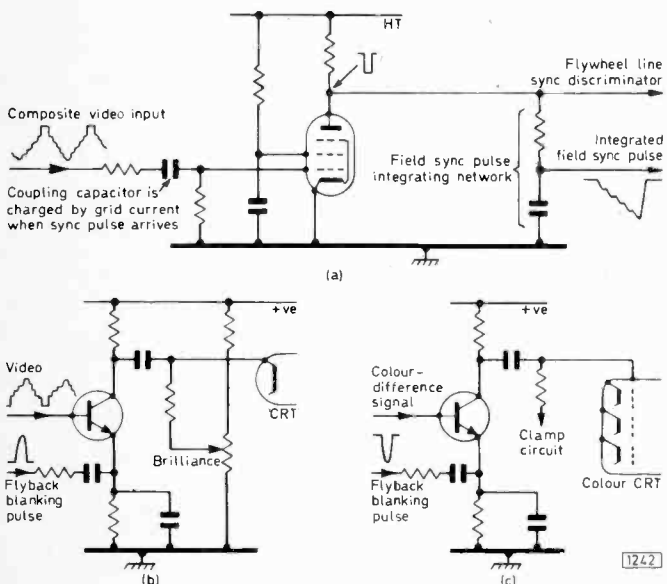 HT
Flywheel line
sync discriminator
Composite video input
Coupling capacitor is
charged by grid current
when sync pulse arrives
Field sync pulse
integrating network
Integrated
field sync pulse
(a)
+ve
Video
CRT
Brilliance
Flyback
blanking
pulse
(b)
+ve
Colour-
difference
signal
Clamp
circuit
Flyback
blanking
pulse
Colour CRT
(c)
1242